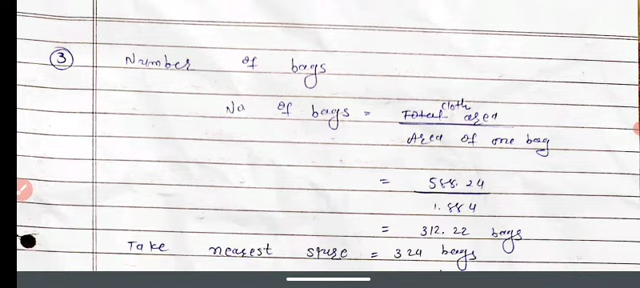 ③ Number of bags
No of bags = Total cloth area
Area of one bag
= 588.24
1.884
= 312.22 bags
Take nearest spuse = 324 bags